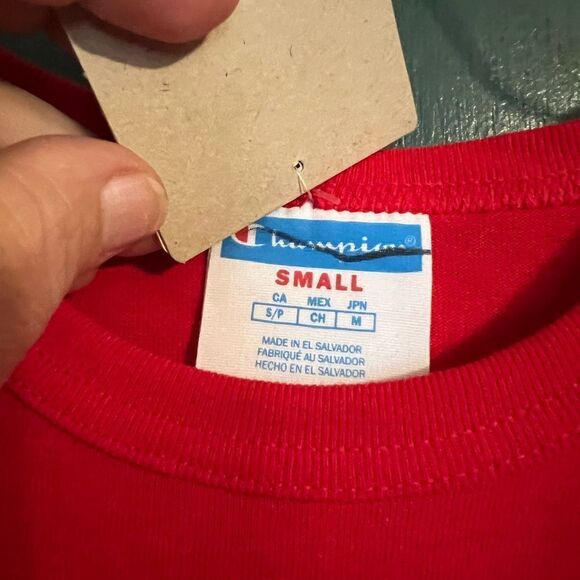 Champion®
SMALL
CA MEX JPN
S/P CH M
MADE IN EL SALVADOR
FABRIQUÉ AU SALVADOR
HECHO EN EL SALVADOR